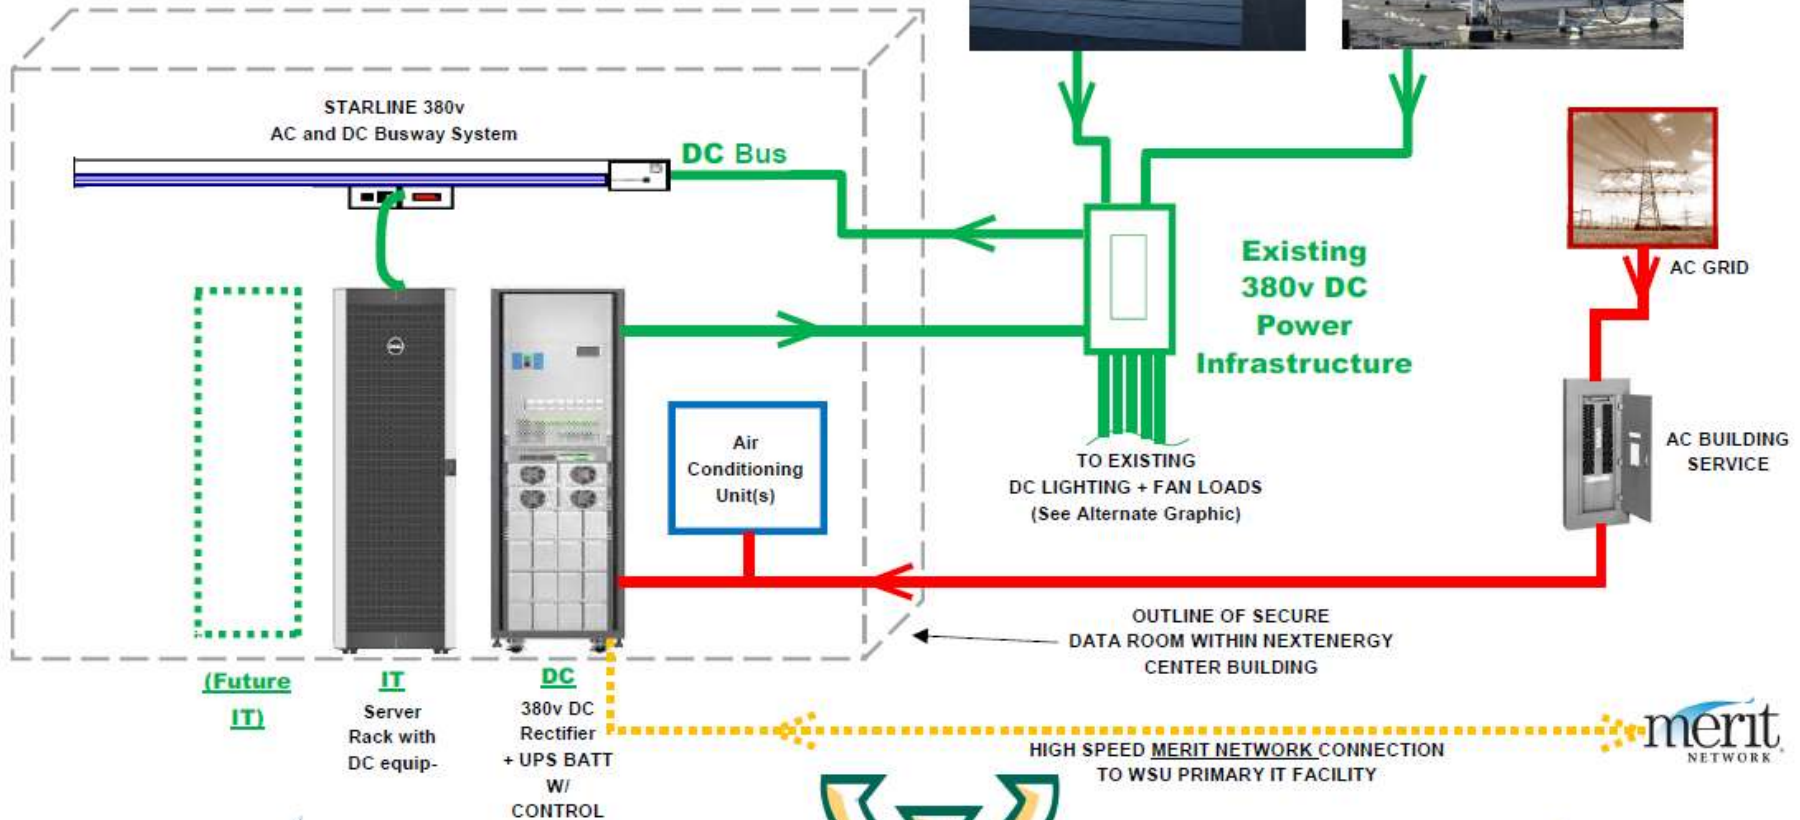 STARLINE 380v
AC and DC Busway System
DC Bus
Existing
380v DC
Power
Infrastructure
AC GRID
AC BUILDING
SERVICE
Air
Conditioning
Unit(s)
TO EXISTING
DC LIGHTING + FAN LOADS
(See Alternate Graphic)
OUTLINE OF SECURE
DATA ROOM WITHIN NEXTENERGY
CENTER BUILDING
(Future
IT)
IT
Server
Rack with
DC equip-
DC
380v DC
Rectifier
+ UPS BATT
W/
CONTROL
HIGH SPEED MERIT NETWORK CONNECTION
TO WSU PRIMARY IT FACILITY
merit
NETWORK
DELL